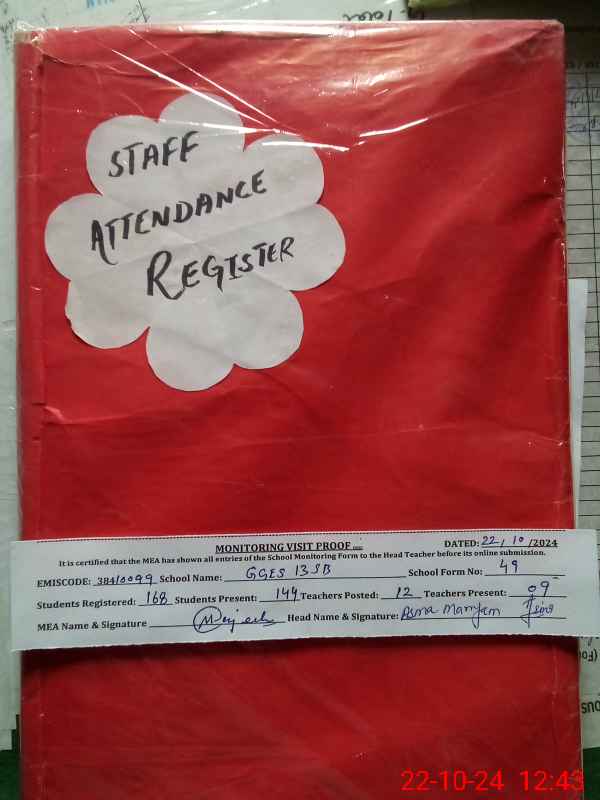 STAFF
ATTENDANCE
REGISTER
MONITORING VISIT PROOF
DATED: 22/10/2024
It is certified that the MEA has shown all entries of the School Monitoring Form to the Head Teacher before its online submission.
EMISCODE: 38410099 School Name: GGES 13 SB School Form No: 49
Students Registered: 168 Students Present: 144 Teachers Posted: 12 Teachers Present: 09
MEA Name & Signature Head Name & Signature: Asma Maryam
22-10-24 12:43